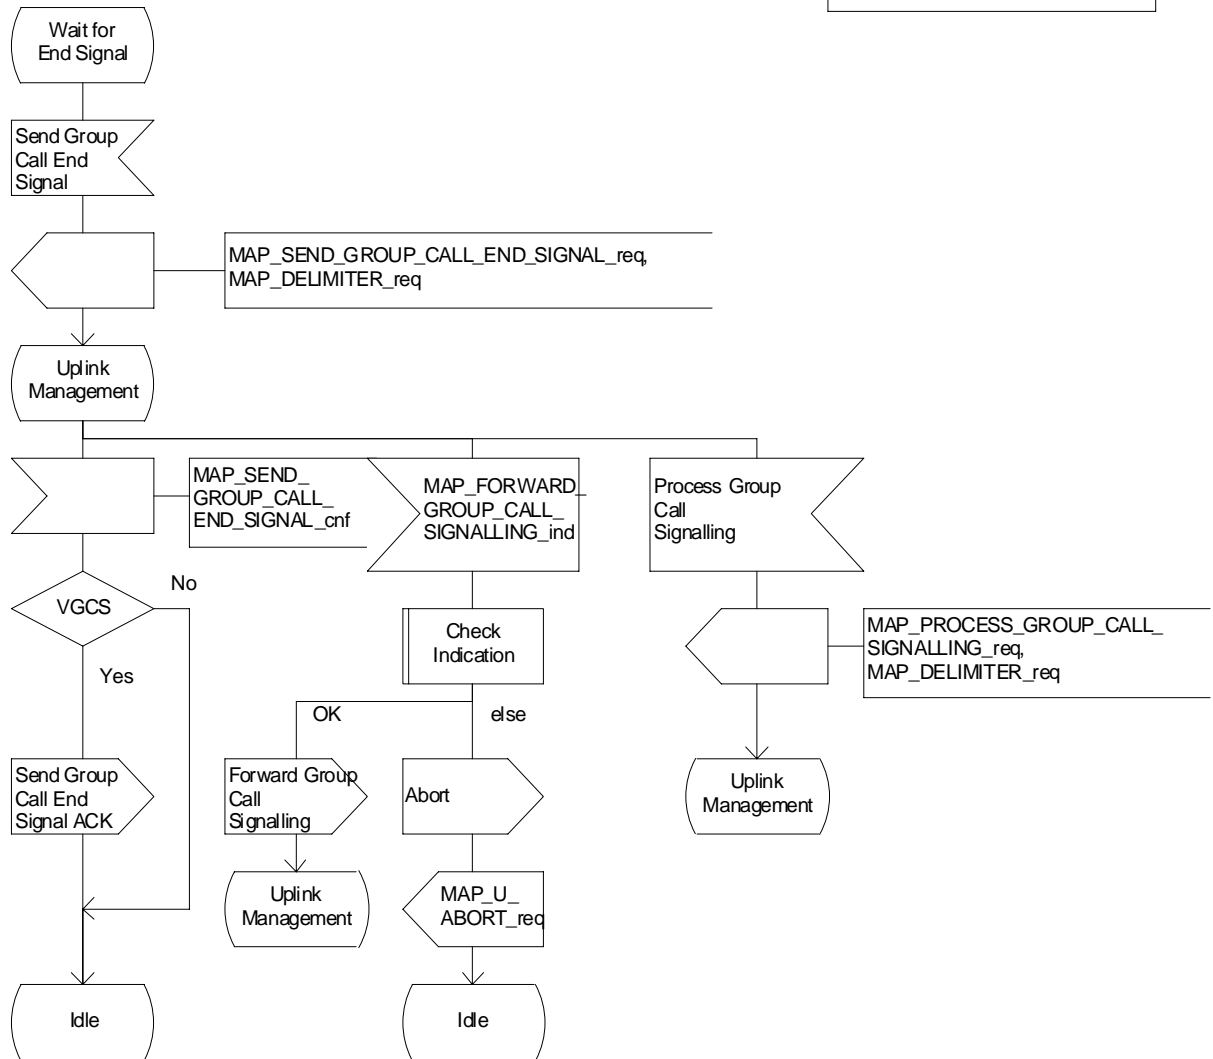 Wait for
End Signal
Send Group
Call End
Signal
MAP_SEND_GROUP_CALL_END_SIGNAL_req,
MAP_DELIMITER_req
Uplink
Management
MAP_SEND_
GROUP_CALL_
END_SIGNAL_cnf
MAP_FORWARD_
GROUP_CALL_
SIGNALLING_ind
Process Group
Call
Signalling
No
VGCS
Yes
Check
Indication
MAP_PROCESS_GROUP_CALL_
SIGNALLING_req,
MAP_DELIMITER_req
OK
else
Send Group
Call End
Signal ACK
Forward Group
Call
Signalling
Abort
Uplink
Management
Uplink
Management
MAP_U_
ABORT_req
Idle
Idle